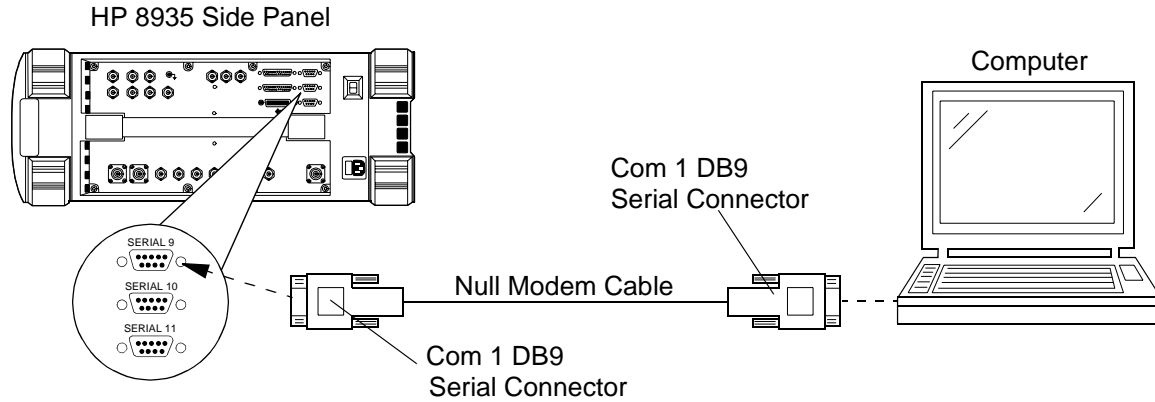 HP 8935 Side Panel
Computer
Com 1 DB9
Serial Connector
SERIAL 9
SERIAL 10
SERIAL 11
Null Modem Cable
Com 1 DB9
Serial Connector